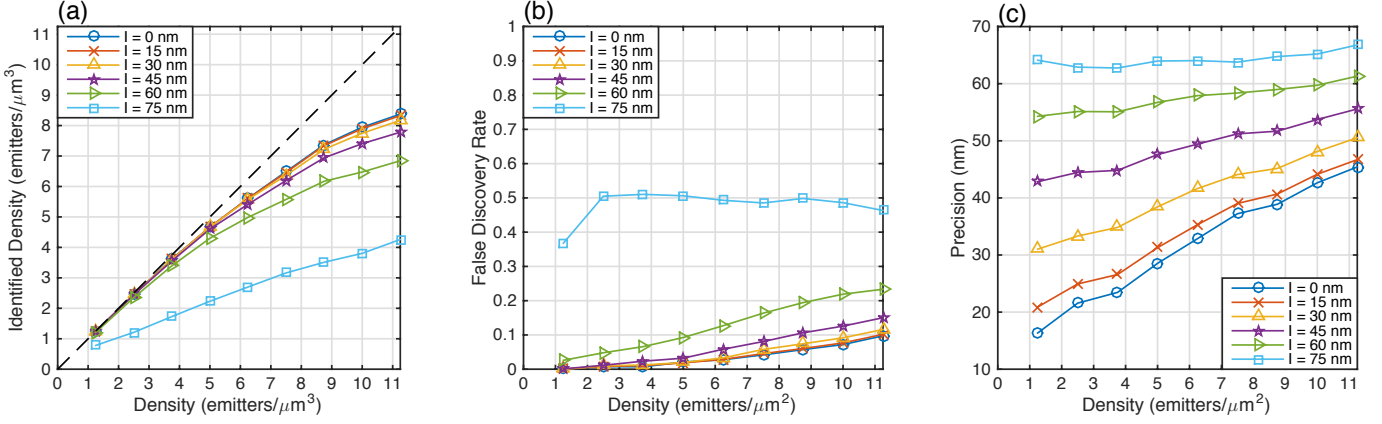 (a)
Identified Density (emitters/μm³)
11
10
9
8
7
6
5
4
3
2
1
0
0 1 2 3 4 5 6 7 8 9 10 11
Density (emitters/μm³)
I = 0 nm
I = 15 nm
I = 30 nm
I = 45 nm
I = 60 nm
I = 75 nm
(b)
False Discovery Rate
1
0.9
0.8
0.7
0.6
0.5
0.4
0.3
0.2
0.1
0
0 1 2 3 4 5 6 7 8 9 10 11
Density (emitters/μm²)
I = 0 nm
I = 15 nm
I = 30 nm
I = 45 nm
I = 60 nm
I = 75 nm
(c)
Precision (nm)
70
60
50
40
30
20
10
0 1 2 3 4 5 6 7 8 9 10 11
Density (emitters/μm²)
I = 0 nm
I = 15 nm
I = 30 nm
I = 45 nm
I = 60 nm
I = 75 nm